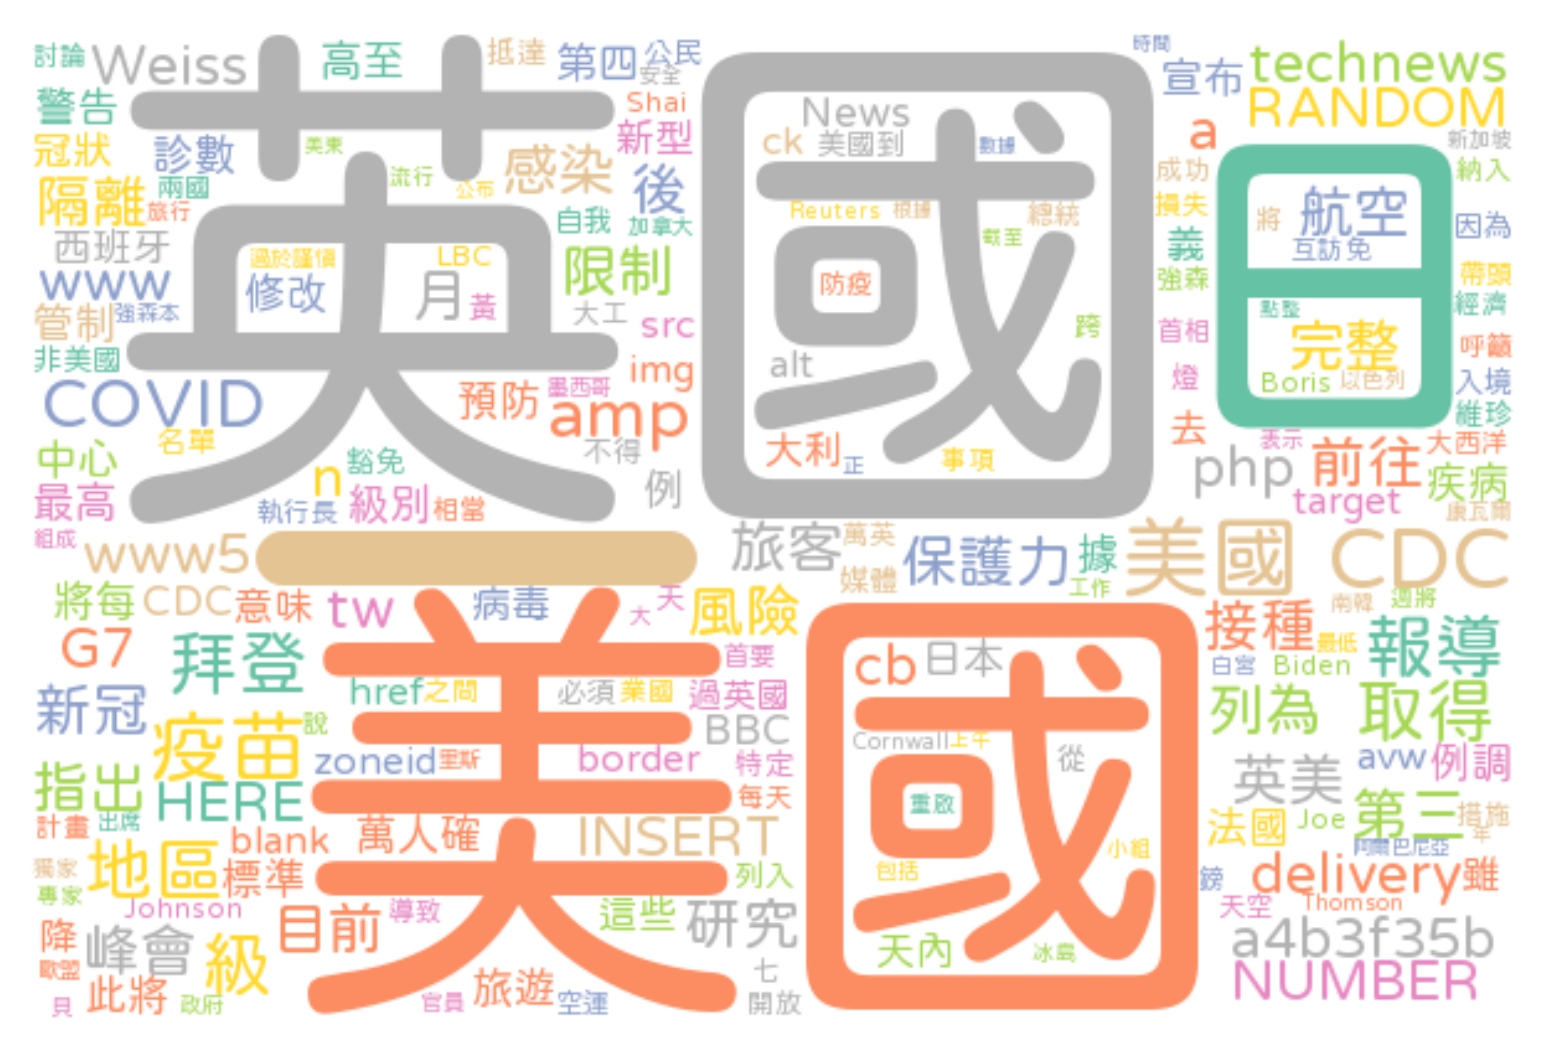 討論 Weiss 高至 抵達 第四 公民 安全 時間 宣布 technews
警告 英國 Shai News RANDOM
冠狀 診數 美東 流行 公布 感染 新型 ck 美國到 數據 a 新加坡
隔離 兩國 旅行 後 自我 加拿大 Reuters 根據 總統 截至 成功 損失 日 將 航空 互訪 免 納入 因為
西班牙 過於謹慎 LBC 限制 防疫 義 帶頭
www 修改 月 黃 大工 src 跨 強森 點整 經濟
管制 強森本 首相 完整 呼籲
非美國 img alt 燈 Boris 以色列 入境
COVID 預防 墨西哥 amp 大利 正 事項 去 表示 維珍
名單 不得 前往 大西洋
中心 n 豁免 例 php 疾病
最高 執行長 級別 相當 target 康瓦爾
組成 www5 一 旅客 萬英 媒體 保護力 據 工作 美國 CDC
將每 CDC 意味 tw 病毒 大 天 風險 接種 南韓 週將 最低
G7 拜登 美國 首要 cb 日本 白宮 Biden 報導
新冠 href 之間 必須 業國 過英國 列為 取得
疫苗 說 zoneid 里斯 BBC border 特定 Cornwall 上午 從 英美 avw 例調
指出 HERE 每天 重啟 法國 Joe 第三 措施 年
計畫 出席 blank 萬人確 INSERT 小組 阿爾巴尼亞
獨家 地區 標準 列入 包括 鎊 delivery 雖
專家 Johnson 目前 導致 這些 研究 天空 Thomson
降 峰會 級 天內 冰島 a4b3f35b
歐盟 此將 政府 官員 旅遊 空運 七 NUMBER
貝 開放